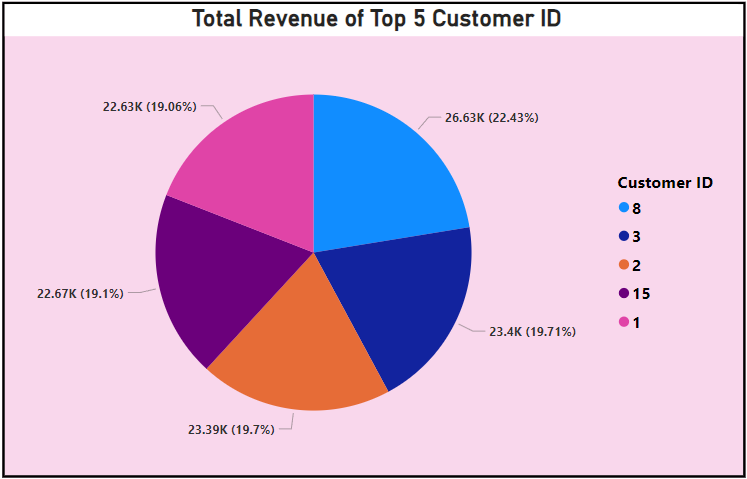 Total Revenue of Top 5 Customer ID
22.63K (19.06%)
26.63K (22.43%)
Customer ID
8
3
2
15
1
22.67K (19.1%)
23.4K (19.71%)
23.39K (19.7%)